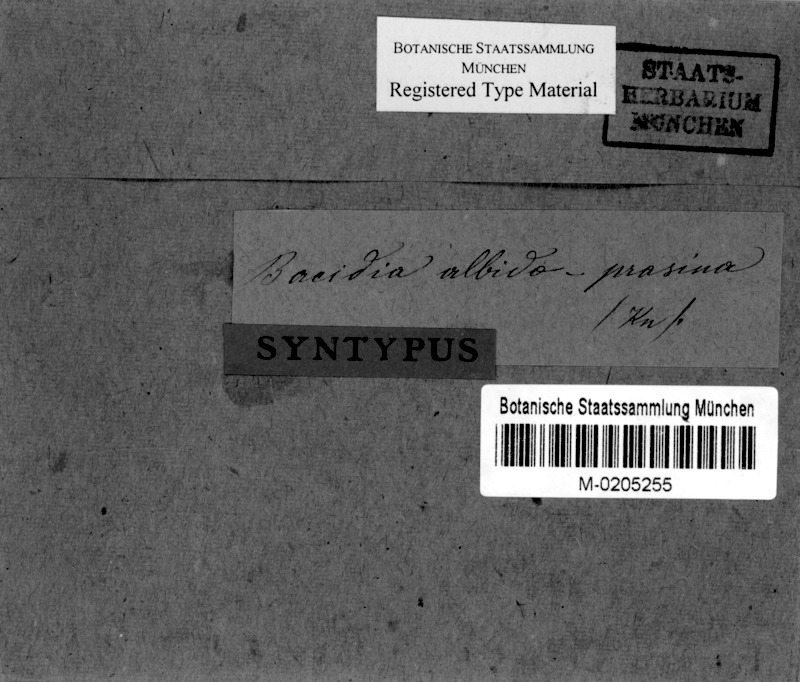 BOTANISCHE STAATSSAMMLUNG
MÜNCHEN
Registered Type Material
STAATS-
HERBARIUM
MÜNCHEN
Bacidia albido-prasina
/Kn/.
SYNTYPUS
Botanische Staatssammlung München
M-0205255